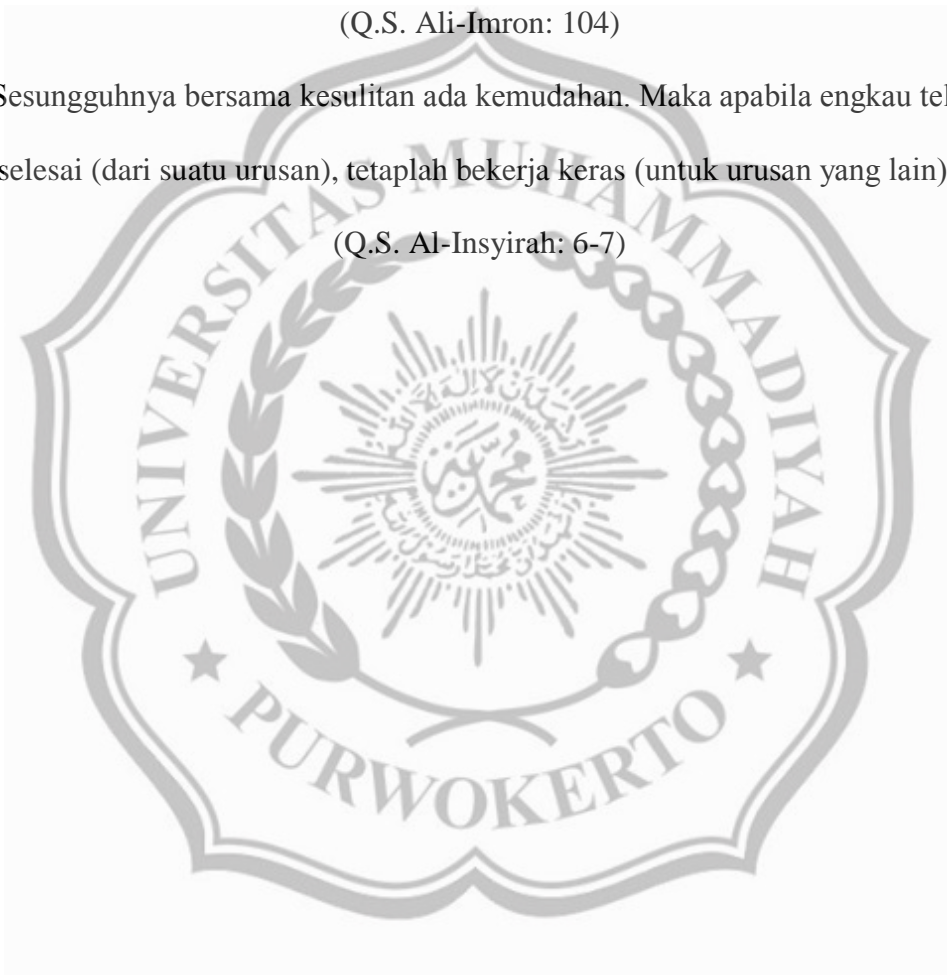 (Q.S. Ali-Imron: 104)
Sesungguhnya bersama kesulitan ada kemudahan. Maka apabila engkau tel
selesai (dari suatu urusan), tetaplah bekerja keras (untuk urusan yang lain)
(Q.S. Al-Insyirah: 6-7)
UNIVERSITAS MUHAMMADIYAH
PURWOKERTO